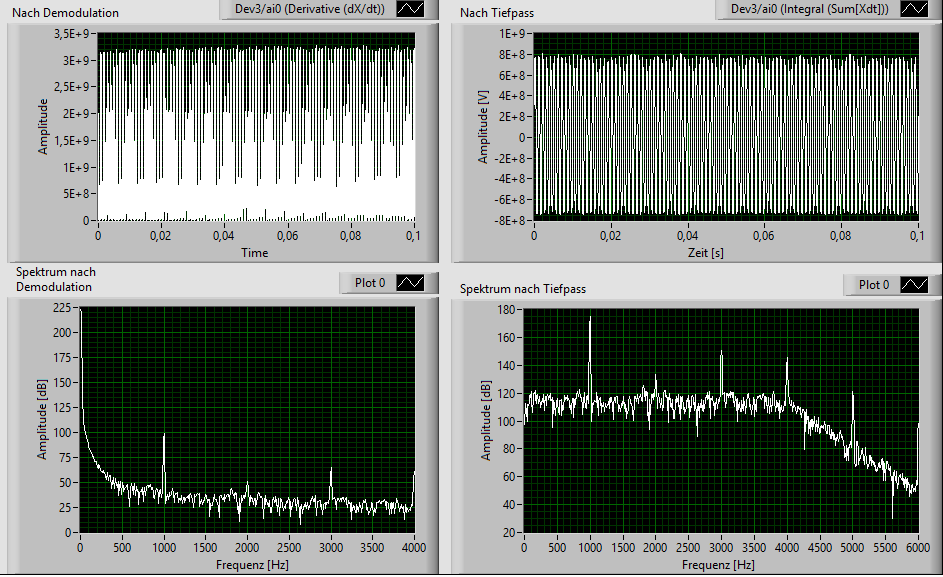 Nach Demodulation
Dev3/ai0 (Derivative (dX/dt))
3,5E+9
3E+9
2,5E+9
2E+9
1,5E+9
1E+9
5E+8
0
Amplitude
0 0,02 0,04 0,06 0,08 0,1
Time
Nach Tiefpass
Dev3/ai0 (Integral (Sum[Xdt]))
1E+9
8E+8
6E+8
4E+8
2E+8
0
-2E+8
-4E+8
-6E+8
-8E+8
Amplitude [V]
0 0,02 0,04 0,06 0,08 0,1
Zeit [s]
Spektrum nach
Demodulation
Plot 0
225
200
175
150
125
100
75
50
25
0
Amplitude [dB]
0 500 1000 1500 2000 2500 3000 3500 4000
Frequenz [Hz]
Spektrum nach Tiefpass
Plot 0
180
160
140
120
100
80
60
40
20
Amplitude [dB]
0 500 1000 1500 2000 2500 3000 3500 4000 4500 5000 5500 6000
Frequenz [Hz]